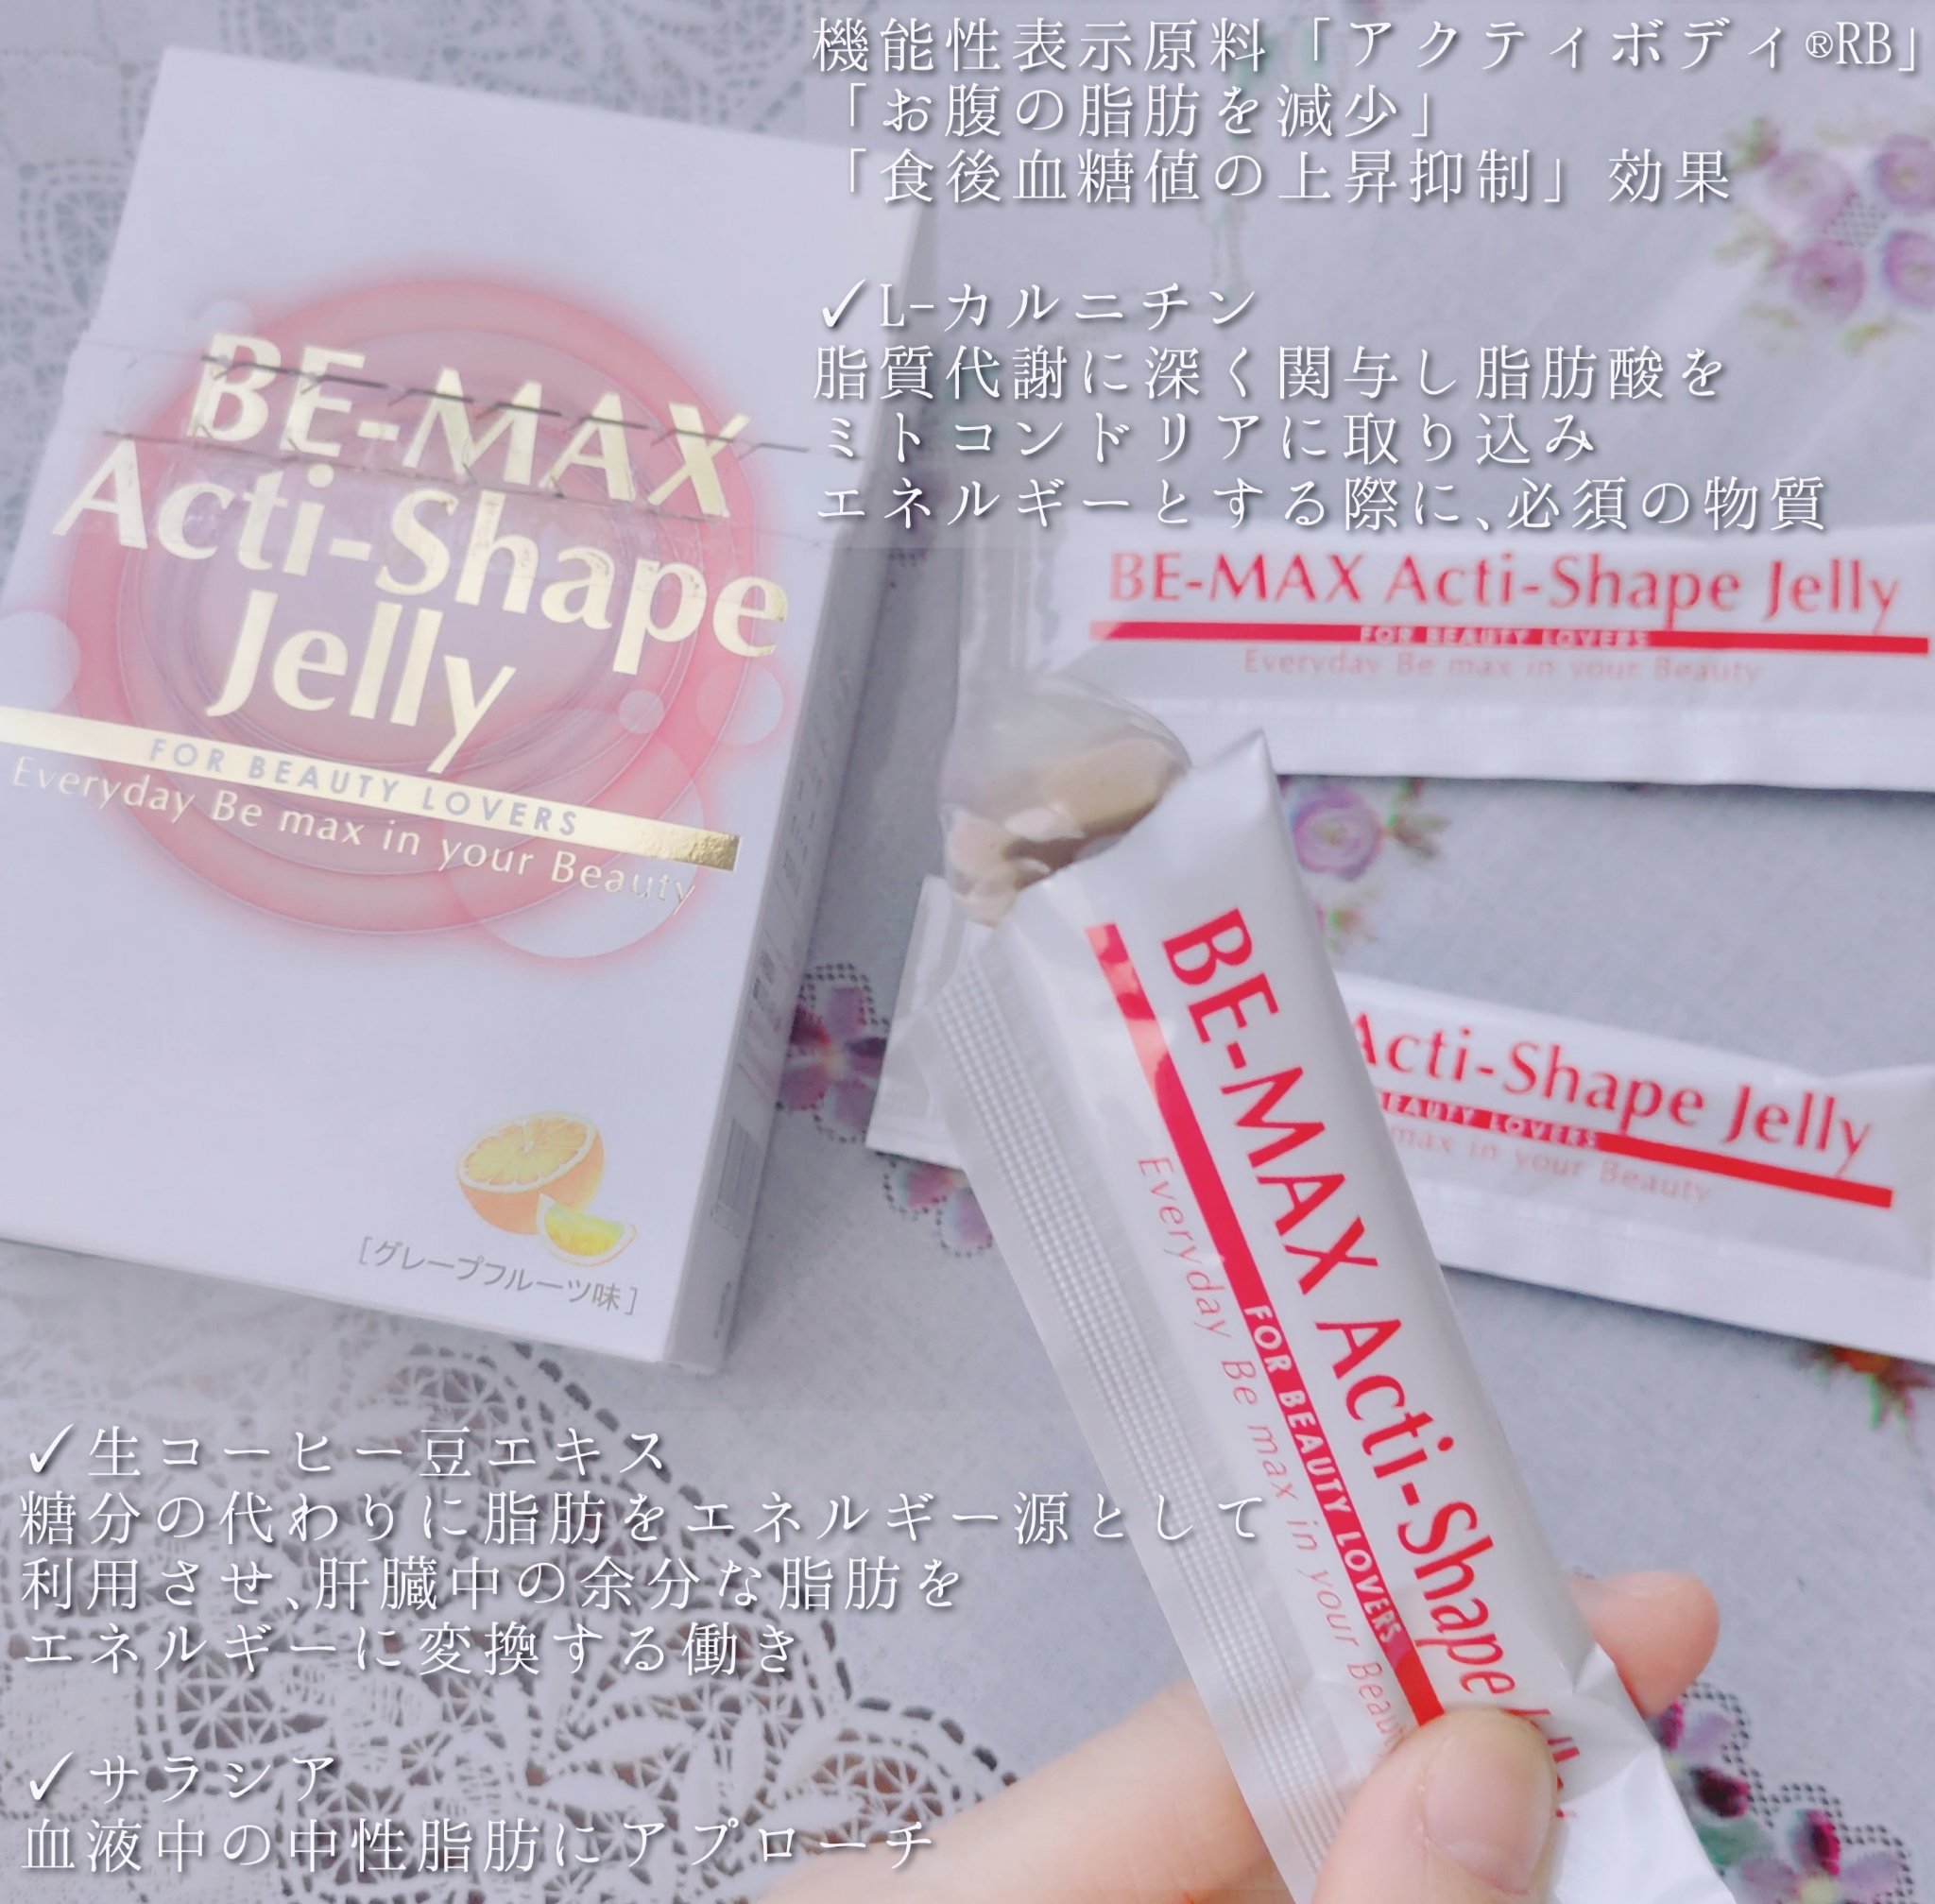 機能性表示原料「アクティボディ®RB」
「お腹の脂肪を減少」
「食後血糖値の上昇抑制」効果
✓L-カルニチン
脂質代謝に深く関与し脂肪酸を
ミトコンドリアに取り込み
エネルギーとする際に、必須の物質
BE-MAX
Acti-Shape
Jelly
FOR BEAUTY LOVERS
Everyday Be max in your Beauty
[グレープフルーツ味]
BE-MAX Acti-Shape Jelly
FOR BEAUTY LOVERS
Everyday Be max in your Beauty
Acti-Shape Jelly
BEAUTY LOVERS
max in your Beauty
BE-MAX Acti-Shape
FOR BEAUTY LOVERS
Everyday Be max in your
✓生コーヒー豆エキス
糖分の代わりに脂肪をエネルギー源として
利用させ、肝臓中の余分な脂肪を
エネルギーに変換する働き
✓サラシア
血液中の中性脂肪にアプローチ